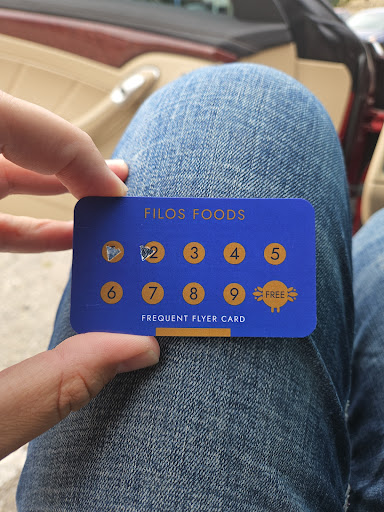 FILOS FOODS
2 3 4 5
6 7 8 9 FREE
FREQUENT FLYER CARD